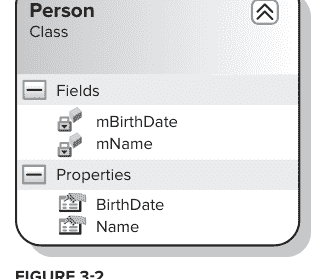 Person
Class
Fields
mBirthDate
mName
Properties
BirthDate
Name
FIGURE 3-2